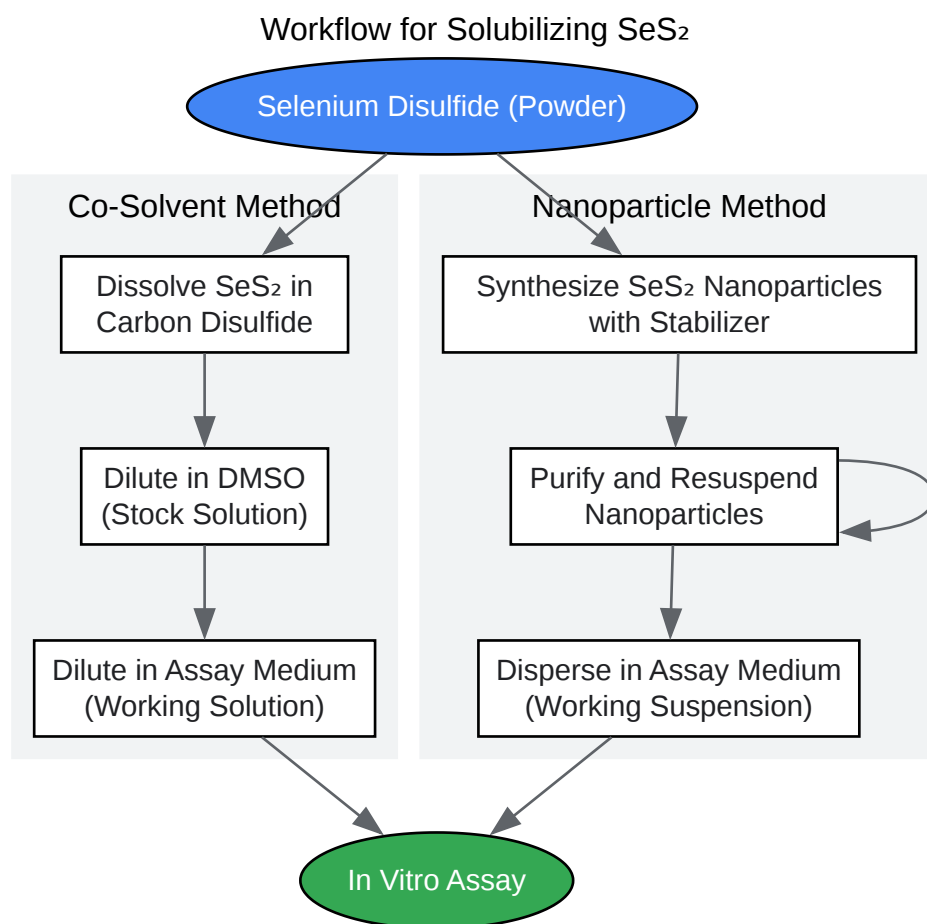 Workflow for Solubilizing SeS₂
Selenium Disulfide (Powder)
Co-Solvent Method
Dissolve SeS₂ in
Carbon Disulfide
Dilute in DMSO
(Stock Solution)
Dilute in Assay Medium
(Working Solution)
Nanoparticle Method
Synthesize SeS₂ Nanoparticles
with Stabilizer
Purify and Resuspend
Nanoparticles
Disperse in Assay Medium
(Working Suspension)
In Vitro Assay